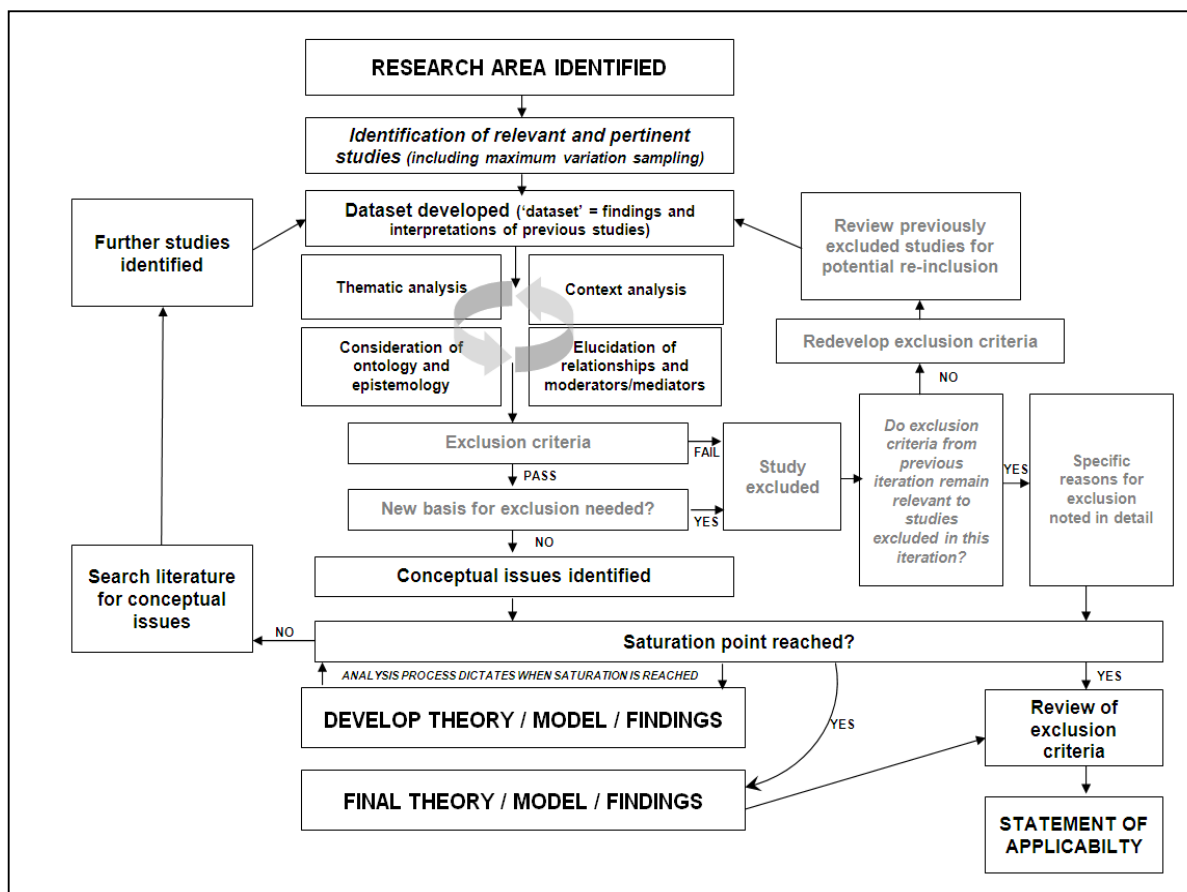 RESEARCH AREA IDENTIFIED
Identification of relevant and pertinent
studies (including maximum variation sampling)
Dataset developed ('dataset' = findings and
interpretations of previous studies)
Further studies
identified
Review previously
excluded studies for
potential re-inclusion
Thematic analysis
Context analysis
Consideration of
ontology and
epistemology
Elucidation of
relationships and
moderators/mediators
Redevelop exclusion criteria
NO
Exclusion criteria
FAIL
PASS
New basis for exclusion needed?
YES
NO
Study
excluded
Do exclusion
criteria from
previous
iteration remain
relevant to
studies
excluded in this
iteration?
YES
Specific
reasons for
exclusion
noted in detail
Conceptual issues identified
Search literature
for conceptual
issues
NO
Saturation point reached?
ANALYSIS PROCESS DICTATES WHEN SATURATION IS REACHED
YES
DEVELOP THEORY / MODEL / FINDINGS
YES
Review of
exclusion
criteria
FINAL THEORY / MODEL / FINDINGS
STATEMENT OF
APPLICABILTY